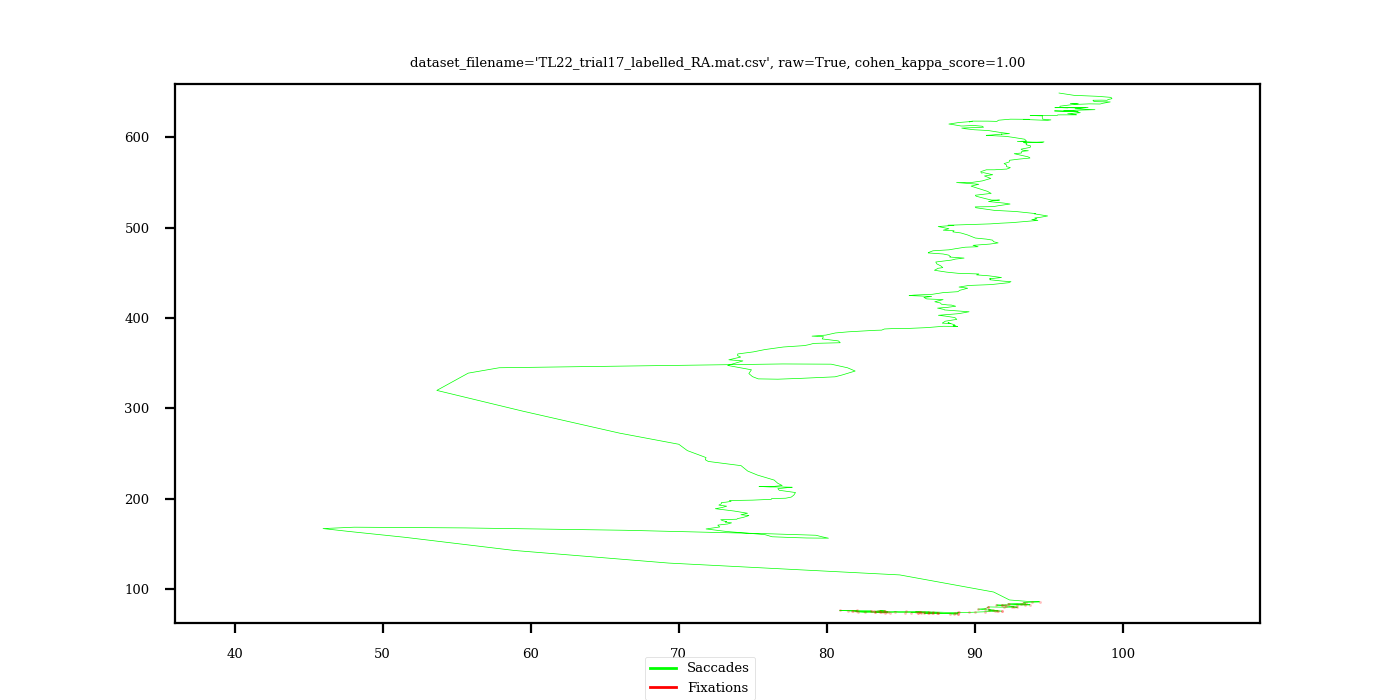 dataset_filename='TL22_trial17_labelled_RA.mat.csv', raw=True, cohen_kappa_score=1.00
600
500
400
300
200
100
40 50 60 70 80 90 100
Saccades
Fixations